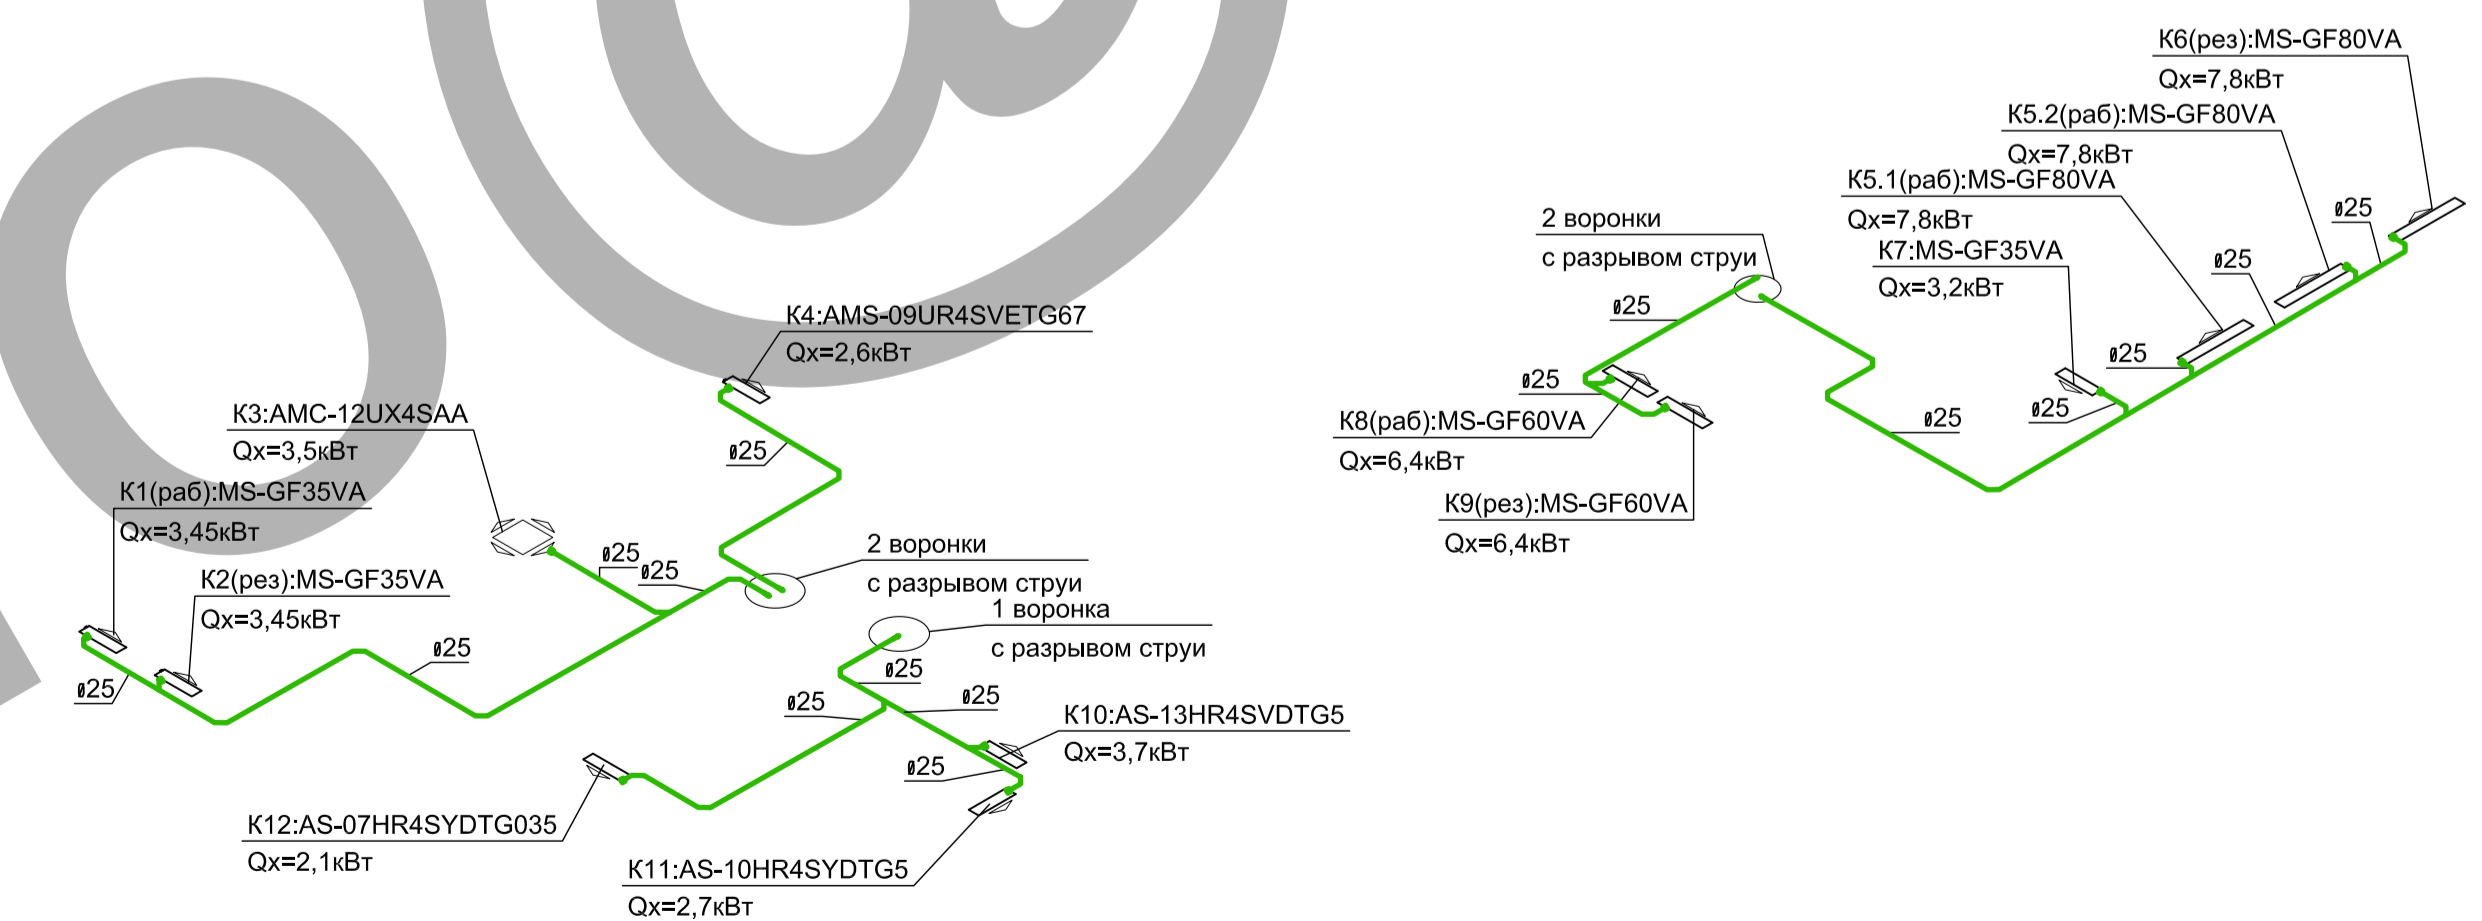 К6(рез):MS-GF80VA
Qх=7,8кВт
К5.2(раб):MS-GF80VA
Qх=7,8кВт
К5.1(раб):MS-GF80VA
Qх=7,8кВт
К7:MS-GF35VA
Qх=3,2кВт
ø25
ø25
ø25
ø25
ø25
2 воронки
с разрывом струи
ø25
ø25
К8(раб):MS-GF60VA
Qх=6,4кВт
К9(рез):MS-GF60VA
Qх=6,4кВт
К4:AMS-09UR4SVETG67
Qх=2,6кВт
ø25
К3:AMC-12UX4SAA
Qх=3,5кВт
К1(раб):MS-GF35VA
Qх=3,45кВт
К2(рез):MS-GF35VA
Qх=3,45кВт
ø25
ø25
ø25
ø25
2 воронки
с разрывом струи
1 воронка
с разрывом струи
ø25
ø25
ø25
ø25
К10:AS-13HR4SVDTG5
Qх=3,7кВт
К12:AS-07HR4SYDTG035
Qх=2,1кВт
К11:AS-10HR4SYDTG5
Qх=2,7кВт